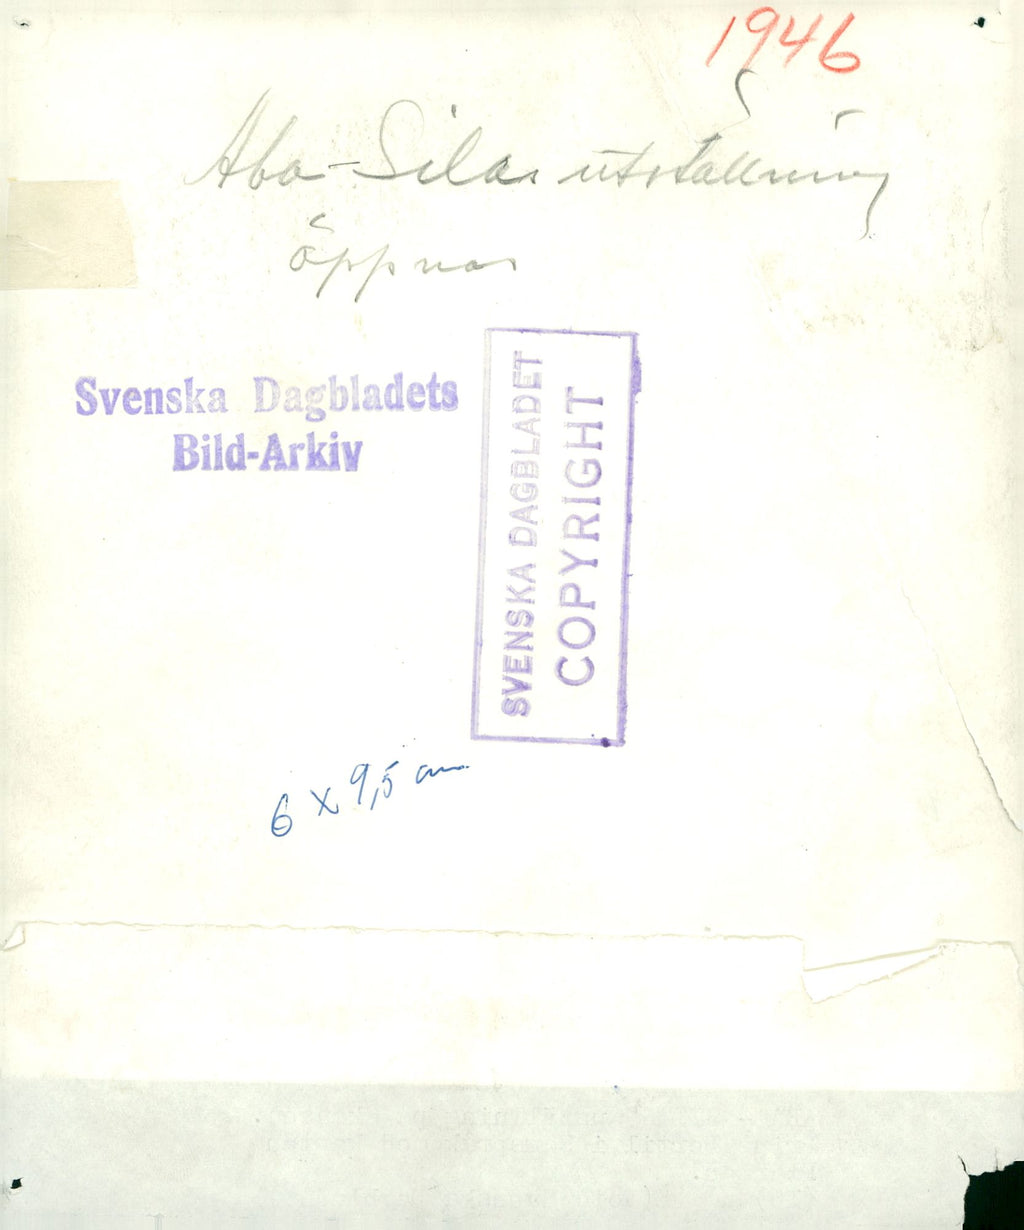 1946
Aba-Silas utställning
öppnas
Svenska Dagbladets
Bild-Arkiv
SVENSKA DAGBLADET
COPYRIGHT
6 x 9,5 cm